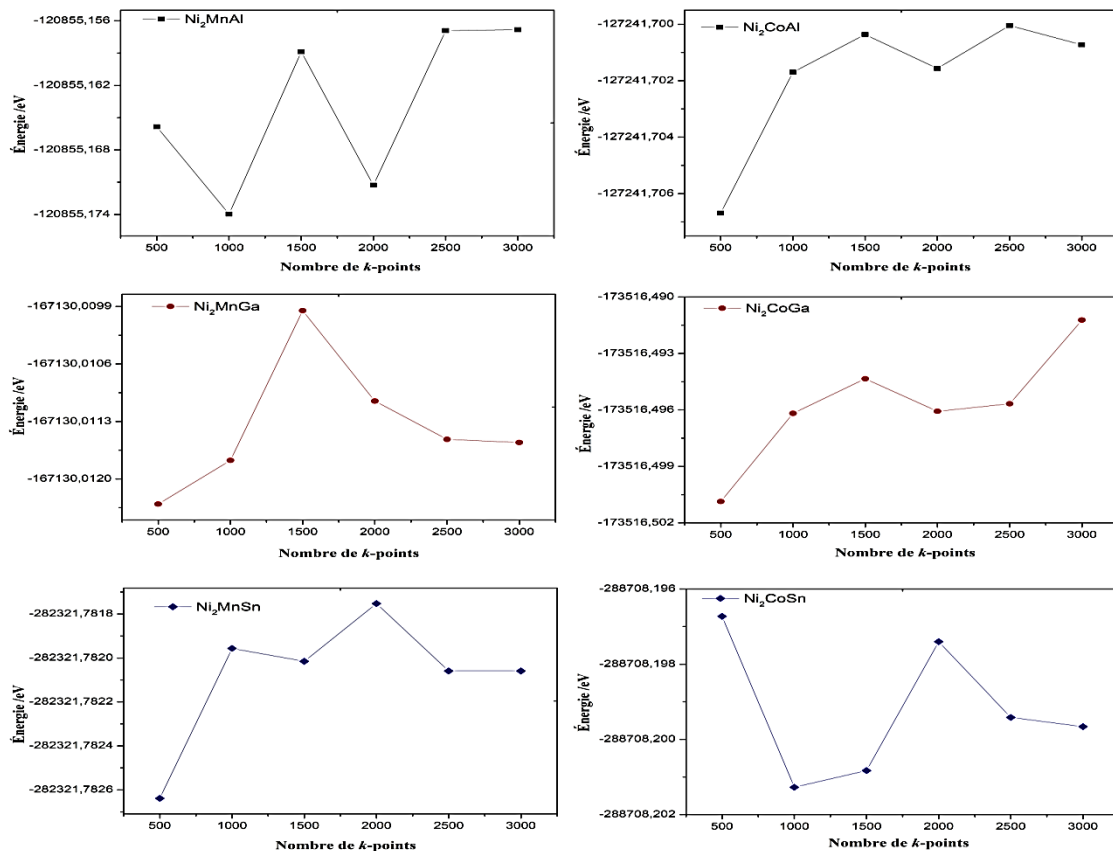 Ni₂MnAl
-120855,156
-120855,162
-120855,168
-120855,174
Énergie /eV
500 1000 1500 2000 2500 3000
Nombre de k-points
Ni₂CoAl
-127241,700
-127241,702
-127241,704
-127241,706
Énergie /eV
500 1000 1500 2000 2500 3000
Nombre de k-points
Ni₂MnGa
-167130,0099
-167130,0106
-167130,0113
-167130,0120
Énergie /eV
500 1000 1500 2000 2500 3000
Nombre de k-points
Ni₂CoGa
-173516,490
-173516,493
-173516,496
-173516,499
-173516,502
Énergie /eV
500 1000 1500 2000 2500 3000
Nombre de k-points
Ni₂MnSn
-282321,7818
-282321,7820
-282321,7822
-282321,7824
-282321,7826
Énergie /eV
500 1000 1500 2000 2500 3000
Nombre de k-points
Ni₂CoSn
-288708,196
-288708,198
-288708,200
-288708,202
Énergie /eV
500 1000 1500 2000 2500 3000
Nombre de k-points